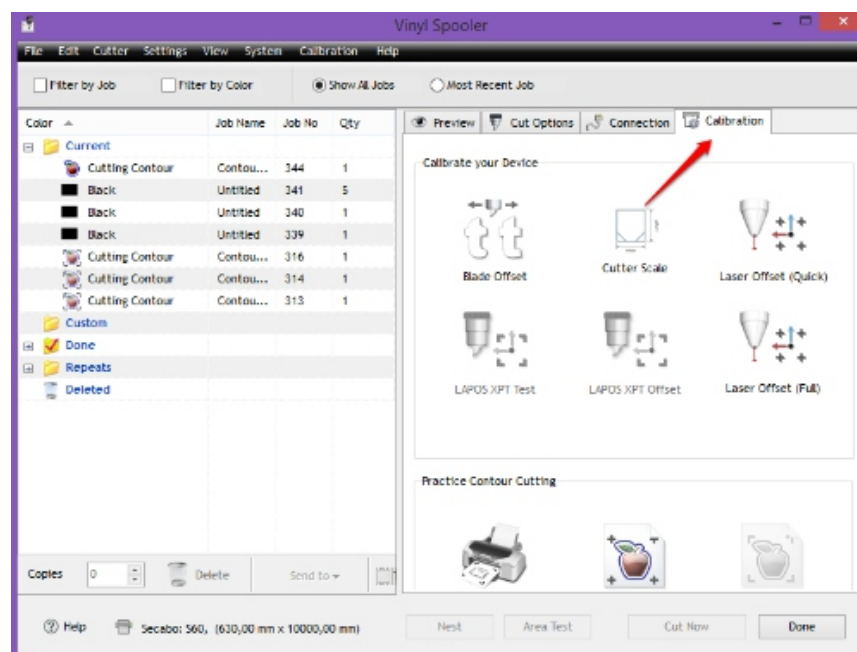 Vinyl Spooler
File Edit Cutter Settings View System Calibration Help
Filter by Job Filter by Color Show All Jobs Most Recent Job
Color Job Name Job No Qty
Current
Cutting Contour Contou... 344 1
Black Untitled 341 5
Black Untitled 340 1
Black Untitled 339 1
Cutting Contour Contou... 316 1
Cutting Contour Contou... 314 1
Cutting Contour Contou... 313 1
Custom
Done
Repeats
Deleted
Copies 0 Delete Send to
Preview Cut Options Connection Calibration
Calibrate your Device
Blade Offset Cutter Scale Laser Offset (Quick)
LAPOS XPT Test LAPOS XPT Offset Laser Offset (Full)
Practice Contour Cutting
Help Secabo: S60, (630,00 mm x 10000,00 mm) Nest Area Test Cut Now Done